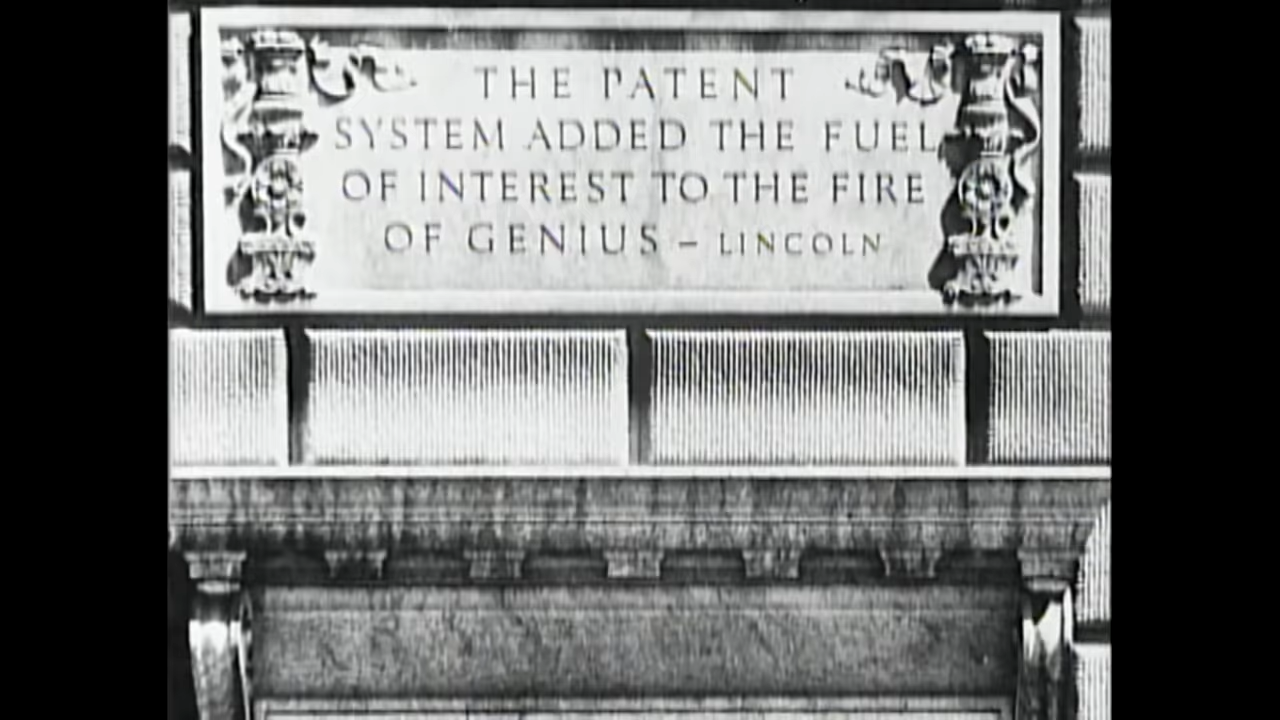 THE PATENT
SYSTEM ADDED THE FUEL
OF INTEREST TO THE FIRE
OF GENIUS – LINCOLN